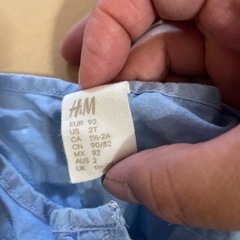 H&M
EUR 92
US 2T
CA 1½-2A
CN 90/52
MX 92
AUS 2
UK